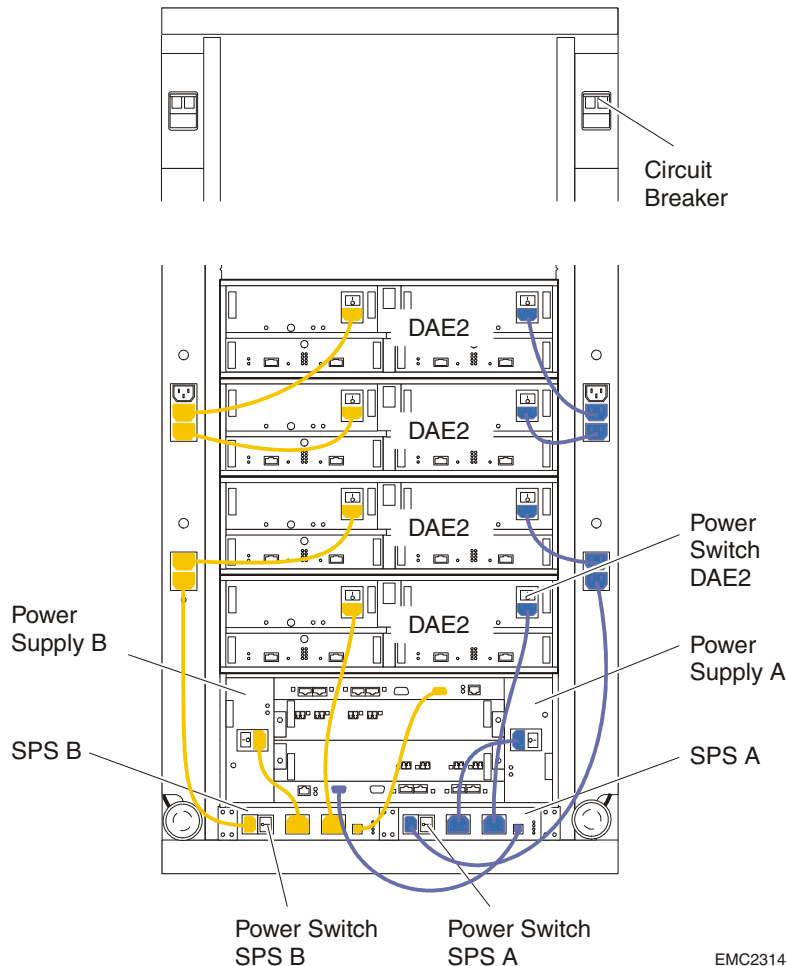 Circuit
Breaker
DAE2
DAE2
DAE2
Power
Switch
DAE2
Power
Supply B
DAE2
Power
Supply A
SPS B
SPS A
Power Switch
SPS B
Power Switch
SPS A
EMC2314